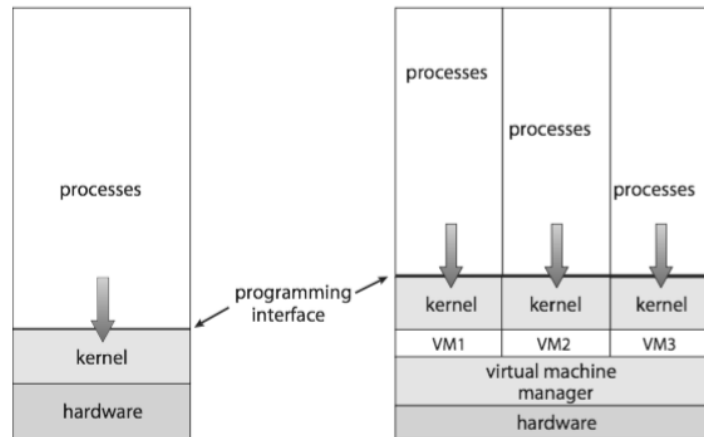 processes
kernel
hardware
programming
interface
processes
processes
processes
kernel kernel kernel
VM1 VM2 VM3
virtual machine
manager
hardware